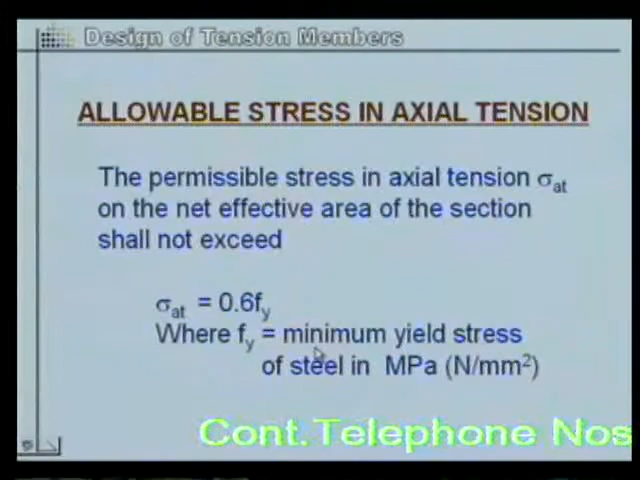 Design of Tension Members
ALLOWABLE STRESS IN AXIAL TENSION
The permissible stress in axial tension σat
on the net effective area of the section
shall not exceed
σat = 0.6fy
Where fy = minimum yield stress
of steel in MPa (N/mm²)
Cont.Telephone Nos